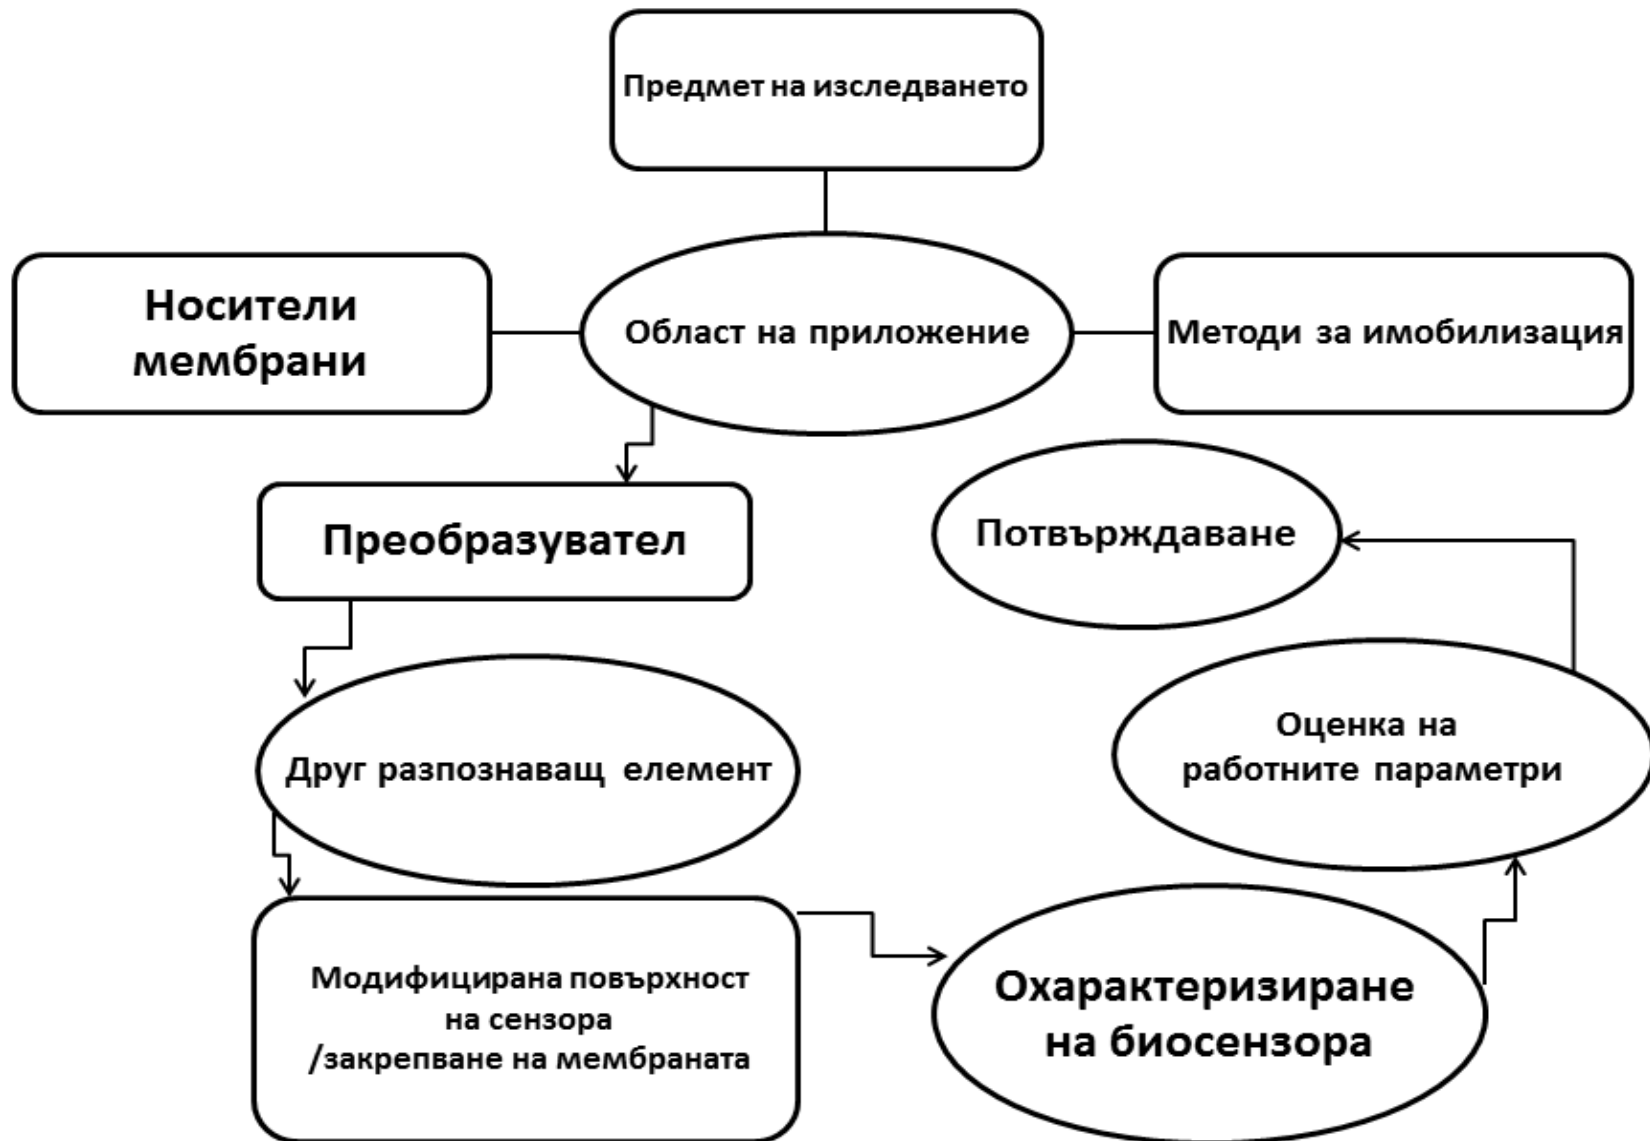 Предмет на изследването
Носители
мембрани
Област на приложение
Методи за имобилизация
Преобразувател
Потвърждаване
Друг разпознаващ елемент
Оценка на
работните параметри
Модифицирана повърхност
на сензора
/закрепване на мембраната
Охарактеризиране
на биосензора